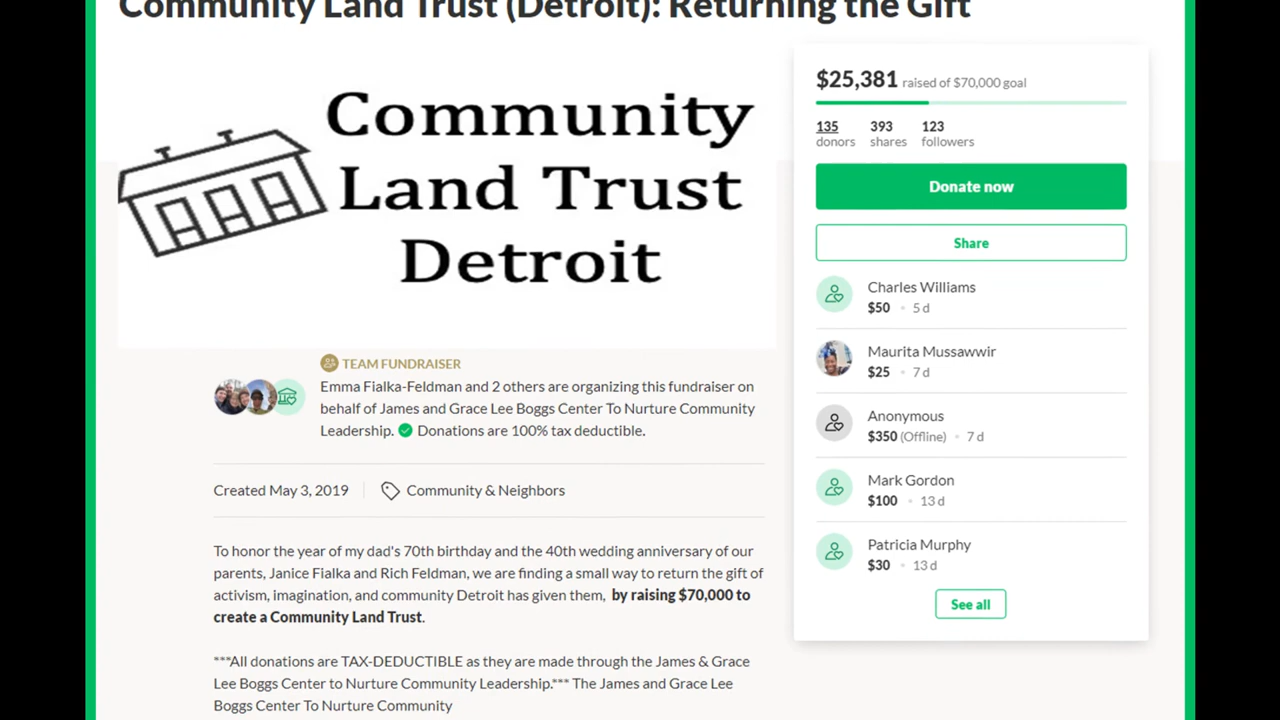 Community Land Trust (Detroit): Returning the Gift
Community
Land Trust
Detroit
TEAM FUNDRAISER
Emma Fialka-Feldman and 2 others are organizing this fundraiser on
behalf of James and Grace Lee Boggs Center To Nurture Community
Leadership. Donations are 100% tax deductible.
Created May 3, 2019
Community & Neighbors
To honor the year of my dad's 70th birthday and the 40th wedding anniversary of our
parents, Janice Fialka and Rich Feldman, we are finding a small way to return the gift of
activism, imagination, and community Detroit has given them, by raising $70,000 to
create a Community Land Trust.
***All donations are TAX-DEDUCTIBLE as they are made through the James & Grace
Lee Boggs Center to Nurture Community Leadership.*** The James and Grace Lee
Boggs Center To Nurture Community
$25,381 raised of $70,000 goal
135 393 123
donors shares followers
Donate now
Share
Charles Williams
$50 • 5 d
Maurita Mussawwir
$25 • 7 d
Anonymous
$350 (Offline) • 7 d
Mark Gordon
$100 • 13 d
Patricia Murphy
$30 • 13 d
See all